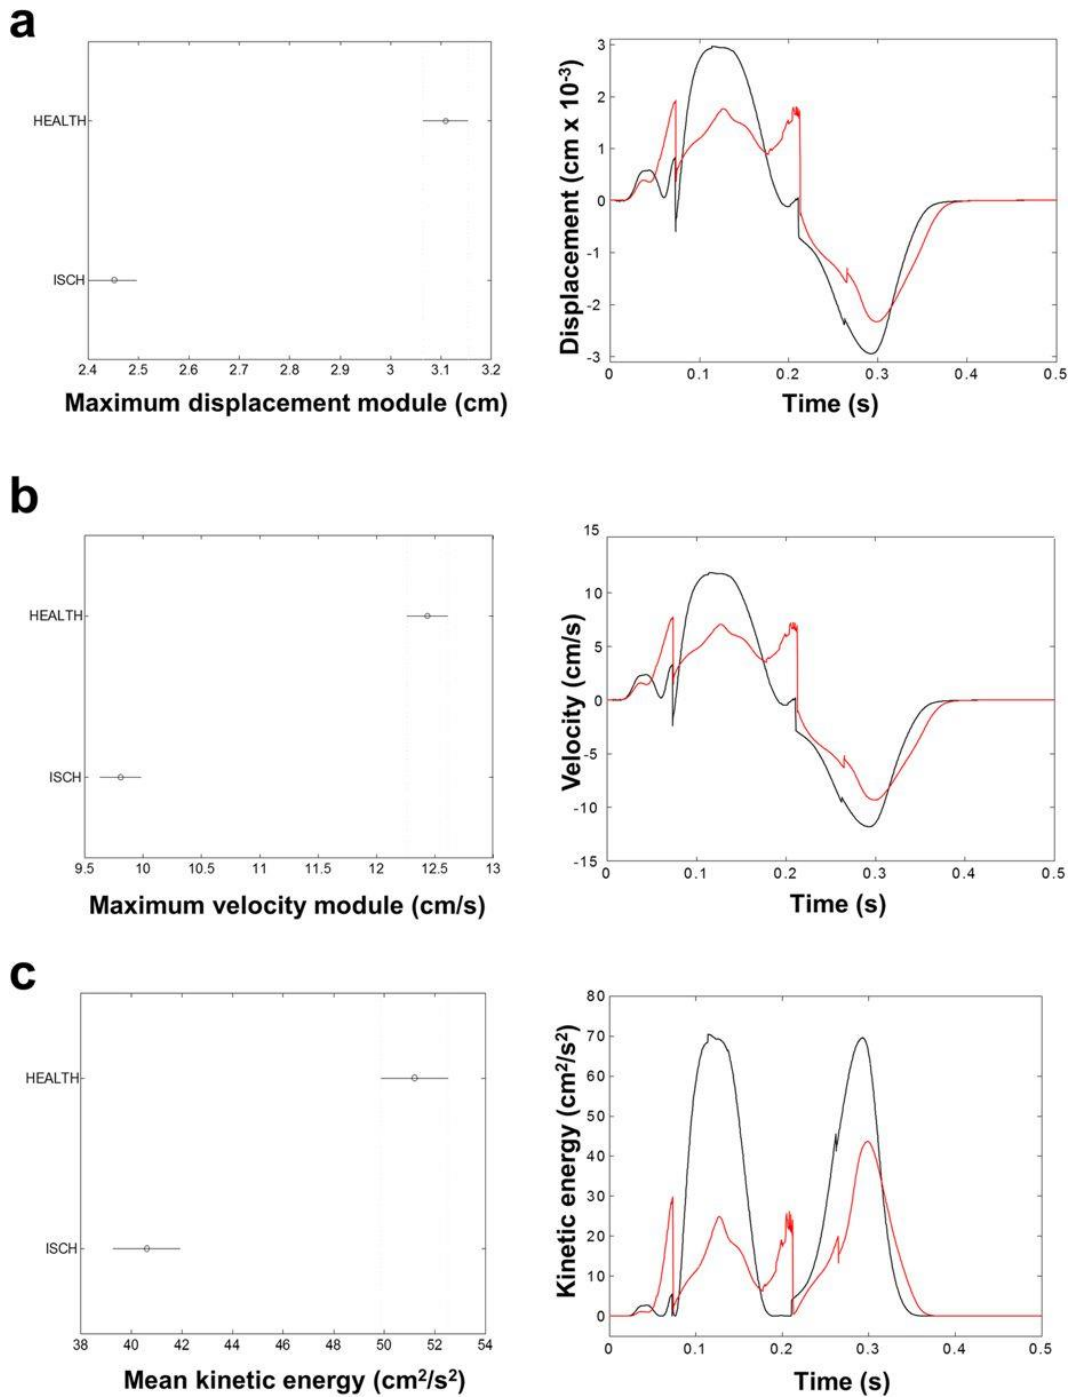 a
HEALTH
ISCH
2.4 2.5 2.6 2.7 2.8 2.9 3 3.1 3.2
Maximum displacement module (cm)
Displacement (cm x 10⁻³)
3
2
1
0
-1
-2
-3
0 0.1 0.2 0.3 0.4 0.5
Time (s)
b
HEALTH
ISCH
9.5 10 10.5 11 11.5 12 12.5 13
Maximum velocity module (cm/s)
Velocity (cm/s)
15
10
5
0
-5
-10
-15
0 0.1 0.2 0.3 0.4 0.5
Time (s)
c
HEALTH
ISCH
38 40 42 44 46 48 50 52 54
Mean kinetic energy (cm²/s²)
Kinetic energy (cm²/s²)
80
70
60
50
40
30
20
10
0
0 0.1 0.2 0.3 0.4 0.5
Time (s)